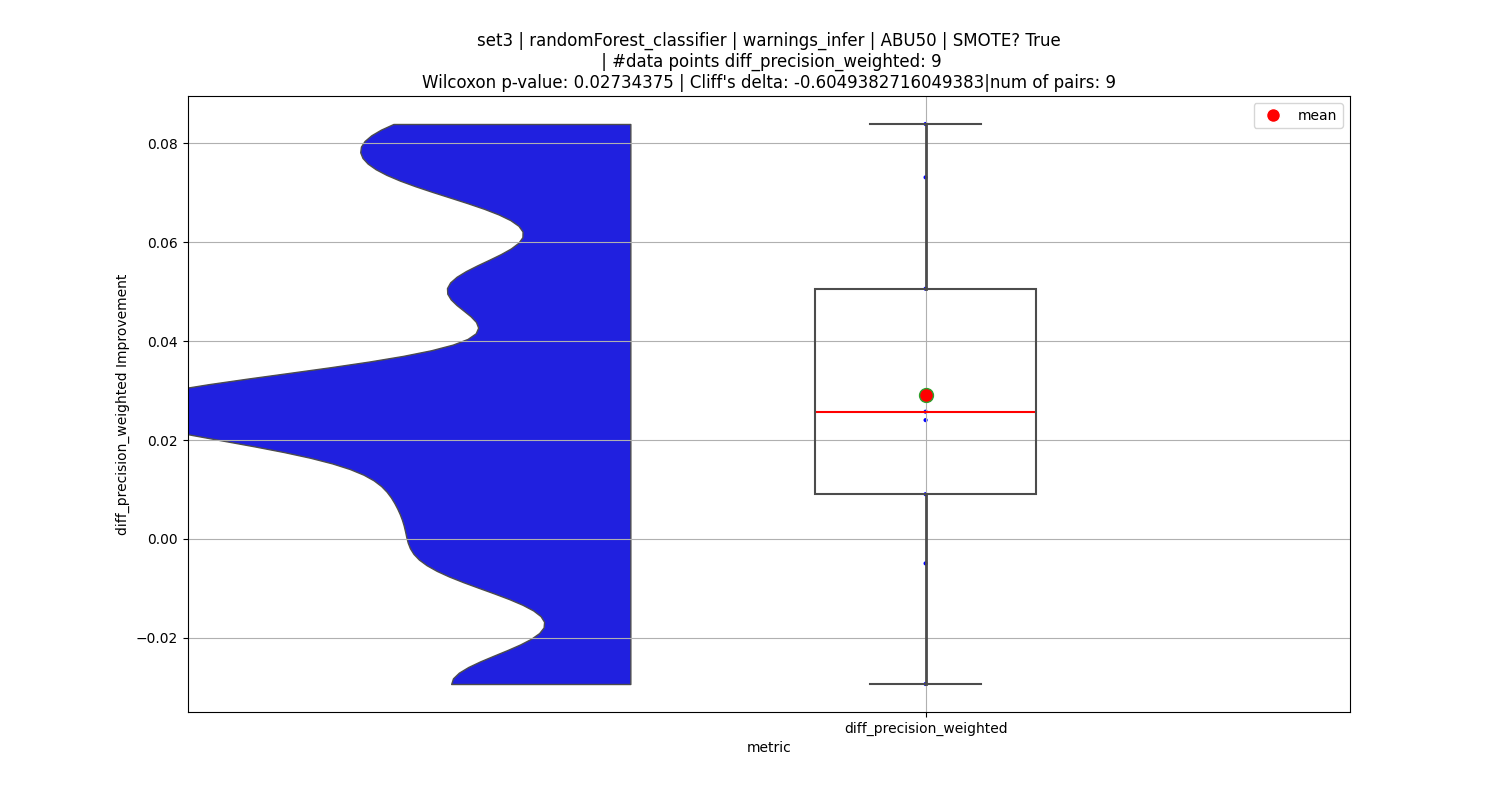 set3 | randomForest_classifier | warnings_infer | ABU50 | SMOTE? True
| #data points diff_precision_weighted: 9
Wilcoxon p-value: 0.02734375 | Cliff's delta: -0.6049382716049383|num of pairs: 9
mean
0.08
0.06
0.04
0.02
0.00
−0.02
diff_precision_weighted Improvement
diff_precision_weighted
metric